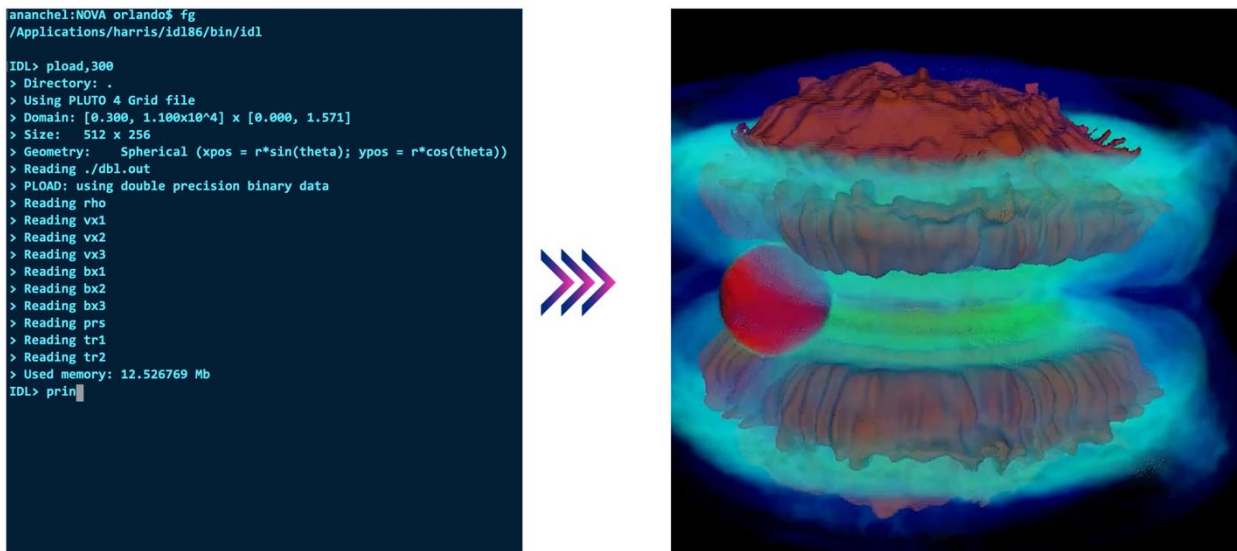 ananchel:NOVA orlando$ fg
/Applications/harris/idl86/bin/idl
IDL> pload,300
> Directory: .
> Using PLUTO 4 Grid file
> Domain: [0.300, 1.100x10^4] x [0.000, 1.571]
> Size:   512 x 256
> Geometry:    Spherical (xpos = r*sin(theta); ypos = r*cos(theta))
> Reading ./dbl.out
> PLOAD: using double precision binary data
> Reading rho
> Reading vx1
> Reading vx2
> Reading vx3
> Reading bx1
> Reading bx2
> Reading bx3
> Reading prs
> Reading tr1
> Reading tr2
> Used memory: 12.526769 Mb
IDL> prin